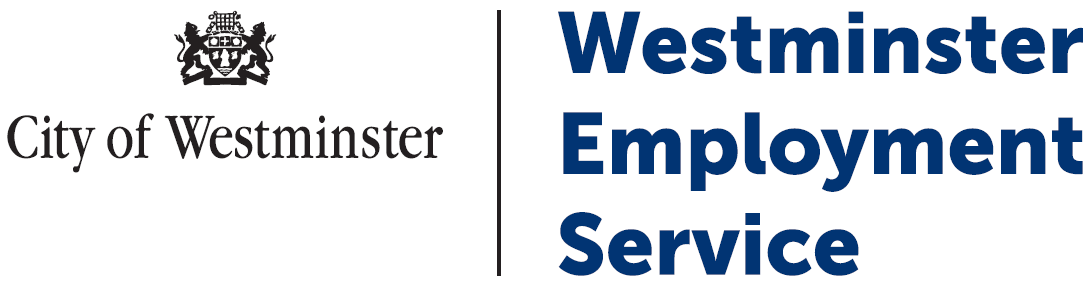 City of Westminster
Westminster
Employment
Service